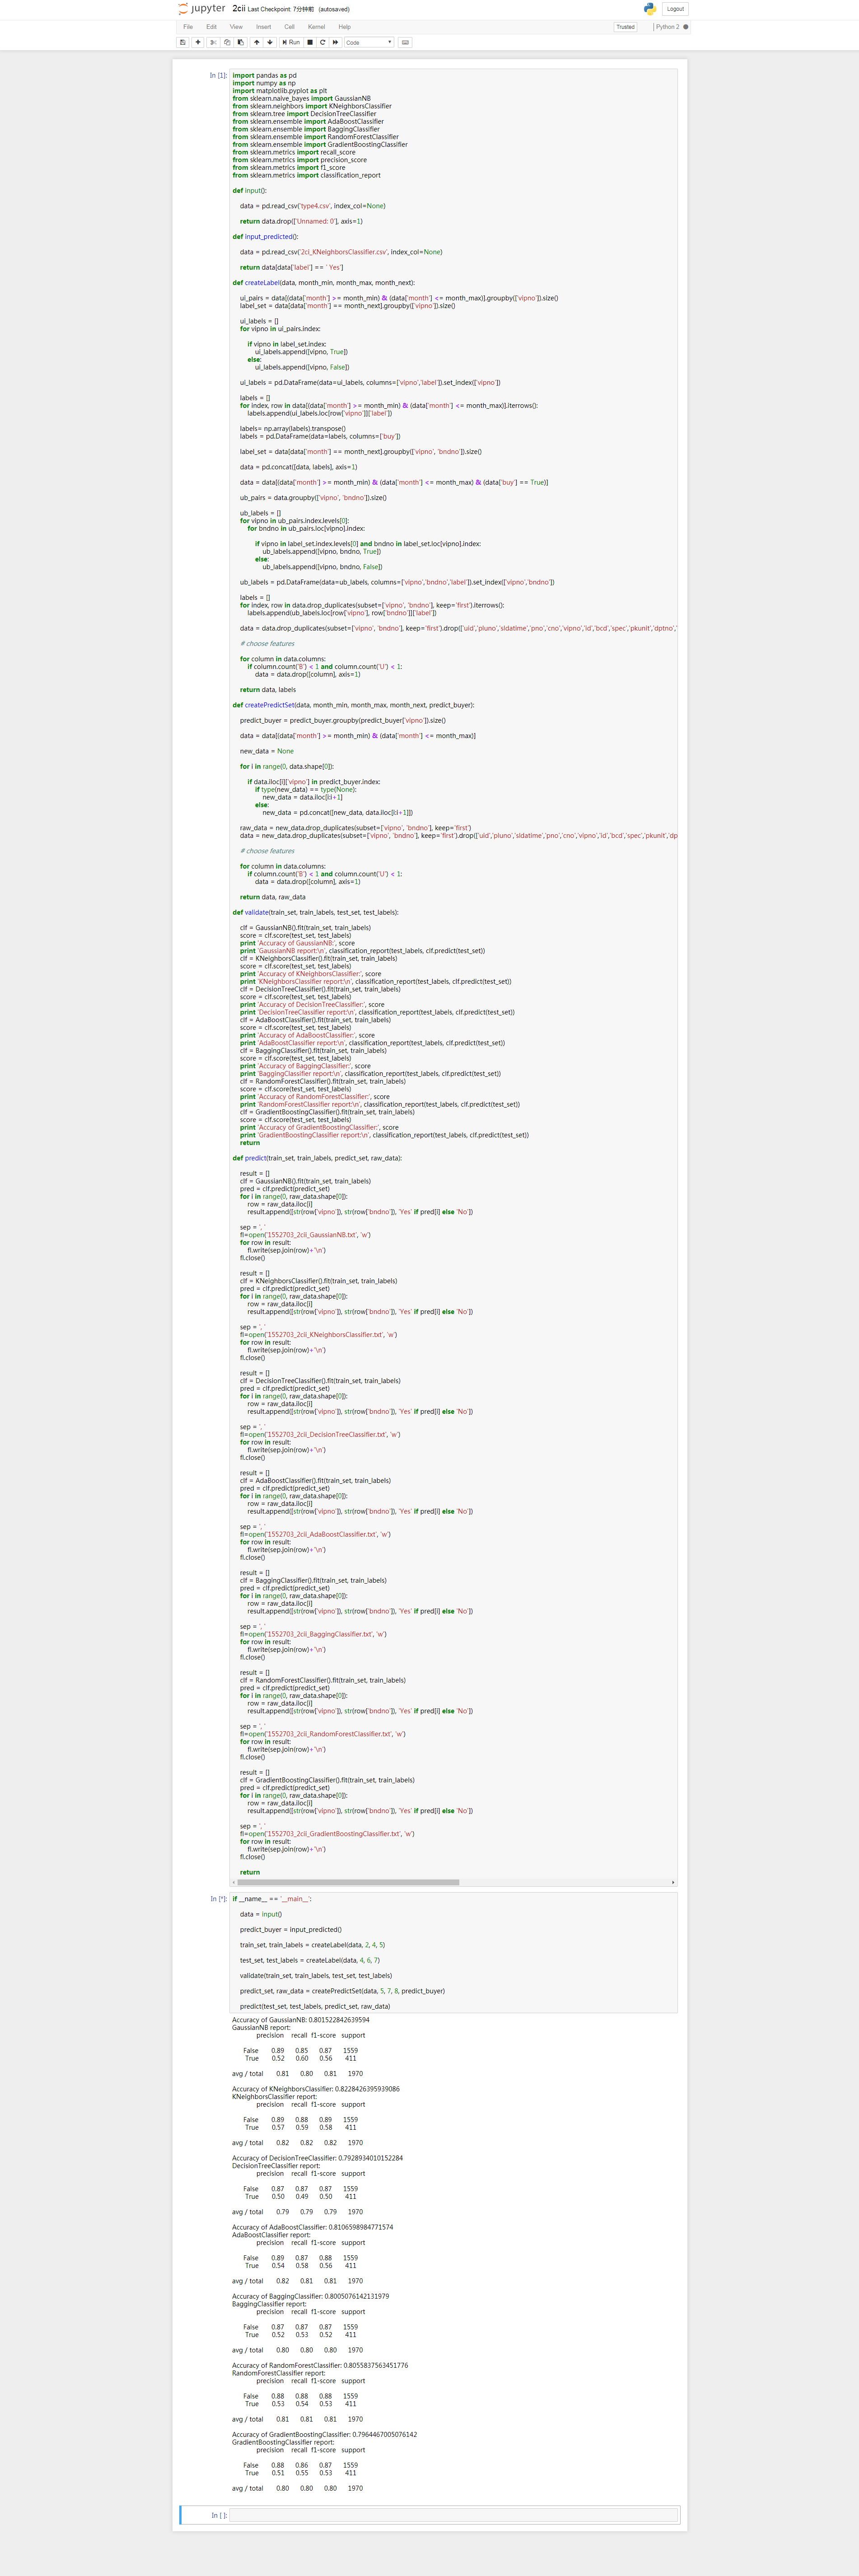 jupyter 2cii Last Checkpoint: 7分钟前 (autosaved)
Logout
File Edit View Insert Cell Kernel Help
Trusted Python 2
Run Code
In [1]:
import pandas as pd
import numpy as np
import matplotlib.pyplot as plt
from sklearn.naive_bayes import GaussianNB
from sklearn.neighbors import KNeighborsClassifier
from sklearn.tree import DecisionTreeClassifier
from sklearn.ensemble import AdaBoostClassifier
from sklearn.ensemble import BaggingClassifier
from sklearn.ensemble import RandomForestClassifier
from sklearn.ensemble import GradientBoostingClassifier
from sklearn.metrics import recall_score
from sklearn.metrics import precision_score
from sklearn.metrics import f1_score
from sklearn.metrics import classification_report
def input():
data = pd.read_csv('type4.csv', index_col=None)
return data.drop(['Unnamed: 0'], axis=1)
def input_predicted():
data = pd.read_csv('2ci_KNeighborsClassifier.csv', index_col=None)
return data[data['label'] == ' Yes']
def createLabel(data, month_min, month_max, month_next):
ui_pairs = data[(data['month'] >= month_min) & (data['month'] <= month_max)].groupby(['vipno']).size()
label_set = data[data['month'] == month_next].groupby(['vipno']).size()
ui_labels = []
for vipno in ui_pairs.index:
if vipno in label_set.index:
ui_labels.append([vipno, True])
else:
ui_labels.append([vipno, False])
ui_labels = pd.DataFrame(data=ui_labels, columns=['vipno','label']).set_index(['vipno'])
labels = []
for index, row in data[(data['month'] >= month_min) & (data['month'] <= month_max)].iterrows():
labels.append(ui_labels.loc[row['vipno']]['label'])
labels= np.array(labels).transpose()
labels = pd.DataFrame(data=labels, columns=['buy'])
label_set = data[data['month'] == month_next].groupby(['vipno', 'bndno']).size()
data = pd.concat([data, labels], axis=1)
data = data[(data['month'] >= month_min) & (data['month'] <= month_max) & (data['buy'] == True)]
ub_pairs = data.groupby(['vipno', 'bndno']).size()
ub_labels = []
for vipno in ub_pairs.index.levels[0]:
for bndno in ub_pairs.loc[vipno].index:
if vipno in label_set.index.levels[0] and bndno in label_set.loc[vipno].index:
ub_labels.append([vipno, bndno, True])
else:
ub_labels.append([vipno, bndno, False])
ub_labels = pd.DataFrame(data=ub_labels, columns=['vipno','bndno','label']).set_index(['vipno','bndno'])
labels = []
for index, row in data.drop_duplicates(subset=['vipno', 'bndno'], keep='first').iterrows():
labels.append(ub_labels.loc[row['vipno'], row['bndno']]['label'])
data = data.drop_duplicates(subset=['vipno', 'bndno'], keep='first').drop(['uid','pluno','sldatime','pno','cno','vipno','id','bcd','spec','pkunit','dptno','
# choose features
for column in data.columns:
if column.count('B') < 1 and column.count('U') < 1:
data = data.drop([column], axis=1)
return data, labels
def createPredictSet(data, month_min, month_max, month_next, predict_buyer):
predict_buyer = predict_buyer.groupby(predict_buyer['vipno']).size()
data = data[(data['month'] >= month_min) & (data['month'] <= month_max)]
new_data = None
for i in range(0, data.shape[0]):
if data.iloc[i]['vipno'] in predict_buyer.index:
if type(new_data) == type(None):
new_data = data.iloc[i:i+1]
else:
new_data = pd.concat([new_data, data.iloc[i:i+1]])
raw_data = new_data.drop_duplicates(subset=['vipno', 'bndno'], keep='first')
data = new_data.drop_duplicates(subset=['vipno', 'bndno'], keep='first').drop(['uid','pluno','sldatime','pno','cno','vipno','id','bcd','spec','pkunit','dp
# choose features
for column in data.columns:
if column.count('B') < 1 and column.count('U') < 1:
data = data.drop([column], axis=1)
return data, raw_data
def validate(train_set, train_labels, test_set, test_labels):
clf = GaussianNB().fit(train_set, train_labels)
score = clf.score(test_set, test_labels)
print 'Accuracy of GaussianNB:', score
print 'GaussianNB report:\n', classification_report(test_labels, clf.predict(test_set))
clf = KNeighborsClassifier().fit(train_set, train_labels)
score = clf.score(test_set, test_labels)
print 'Accuracy of KNeighborsClassifier:', score
print 'KNeighborsClassifier report:\n', classification_report(test_labels, clf.predict(test_set))
clf = DecisionTreeClassifier().fit(train_set, train_labels)
score = clf.score(test_set, test_labels)
print 'Accuracy of DecisionTreeClassifier:', score
print 'DecisionTreeClassifier report:\n', classification_report(test_labels, clf.predict(test_set))
clf = AdaBoostClassifier().fit(train_set, train_labels)
score = clf.score(test_set, test_labels)
print 'Accuracy of AdaBoostClassifier:', score
print 'AdaBoostClassifier report:\n', classification_report(test_labels, clf.predict(test_set))
clf = BaggingClassifier().fit(train_set, train_labels)
score = clf.score(test_set, test_labels)
print 'Accuracy of BaggingClassifier:', score
print 'BaggingClassifier report:\n', classification_report(test_labels, clf.predict(test_set))
clf = RandomForestClassifier().fit(train_set, train_labels)
score = clf.score(test_set, test_labels)
print 'Accuracy of RandomForestClassifier:', score
print 'RandomForestClassifier report:\n', classification_report(test_labels, clf.predict(test_set))
clf = GradientBoostingClassifier().fit(train_set, train_labels)
score = clf.score(test_set, test_labels)
print 'Accuracy of GradientBoostingClassifier:', score
print 'GradientBoostingClassifier report:\n', classification_report(test_labels, clf.predict(test_set))
return
def predict(train_set, train_labels, predict_set, raw_data):
result = []
clf = GaussianNB().fit(train_set, train_labels)
pred = clf.predict(predict_set)
for i in range(0, raw_data.shape[0]):
row = raw_data.iloc[i]
result.append([str(row['vipno']), str(row['bndno']), 'Yes' if pred[i] else 'No'])
sep = ', '
fl=open('1552703_2cii_GaussianNB.txt', 'w')
for row in result:
fl.write(sep.join(row)+'\n')
fl.close()
result = []
clf = KNeighborsClassifier().fit(train_set, train_labels)
pred = clf.predict(predict_set)
for i in range(0, raw_data.shape[0]):
row = raw_data.iloc[i]
result.append([str(row['vipno']), str(row['bndno']), 'Yes' if pred[i] else 'No'])
sep = ', '
fl=open('1552703_2cii_KNeighborsClassifier.txt', 'w')
for row in result:
fl.write(sep.join(row)+'\n')
fl.close()
result = []
clf = DecisionTreeClassifier().fit(train_set, train_labels)
pred = clf.predict(predict_set)
for i in range(0, raw_data.shape[0]):
row = raw_data.iloc[i]
result.append([str(row['vipno']), str(row['bndno']), 'Yes' if pred[i] else 'No'])
sep = ', '
fl=open('1552703_2cii_DecisionTreeClassifier.txt', 'w')
for row in result:
fl.write(sep.join(row)+'\n')
fl.close()
result = []
clf = AdaBoostClassifier().fit(train_set, train_labels)
pred = clf.predict(predict_set)
for i in range(0, raw_data.shape[0]):
row = raw_data.iloc[i]
result.append([str(row['vipno']), str(row['bndno']), 'Yes' if pred[i] else 'No'])
sep = ', '
fl=open('1552703_2cii_AdaBoostClassifier.txt', 'w')
for row in result:
fl.write(sep.join(row)+'\n')
fl.close()
result = []
clf = BaggingClassifier().fit(train_set, train_labels)
pred = clf.predict(predict_set)
for i in range(0, raw_data.shape[0]):
row = raw_data.iloc[i]
result.append([str(row['vipno']), str(row['bndno']), 'Yes' if pred[i] else 'No'])
sep = ', '
fl=open('1552703_2cii_BaggingClassifier.txt', 'w')
for row in result:
fl.write(sep.join(row)+'\n')
fl.close()
result = []
clf = RandomForestClassifier().fit(train_set, train_labels)
pred = clf.predict(predict_set)
for i in range(0, raw_data.shape[0]):
row = raw_data.iloc[i]
result.append([str(row['vipno']), str(row['bndno']), 'Yes' if pred[i] else 'No'])
sep = ', '
fl=open('1552703_2cii_RandomForestClassifier.txt', 'w')
for row in result:
fl.write(sep.join(row)+'\n')
fl.close()
result = []
clf = GradientBoostingClassifier().fit(train_set, train_labels)
pred = clf.predict(predict_set)
for i in range(0, raw_data.shape[0]):
row = raw_data.iloc[i]
result.append([str(row['vipno']), str(row['bndno']), 'Yes' if pred[i] else 'No'])
sep = ', '
fl=open('1552703_2cii_GradientBoostingClassifier.txt', 'w')
for row in result:
fl.write(sep.join(row)+'\n')
fl.close()
return
In [*]:
if __name__ == '__main__':
data = input()
predict_buyer = input_predicted()
train_set, train_labels = createLabel(data, 2, 4, 5)
test_set, test_labels = createLabel(data, 4, 6, 7)
validate(train_set, train_labels, test_set, test_labels)
predict_set, raw_data = createPredictSet(data, 5, 7, 8, predict_buyer)
predict(test_set, test_labels, predict_set, raw_data)
Accuracy of GaussianNB: 0.801522842639594
GaussianNB report:
precision recall f1-score support
False 0.89 0.85 0.87 1559
True 0.52 0.60 0.56 411
avg / total 0.81 0.80 0.81 1970
Accuracy of KNeighborsClassifier: 0.8228426395939086
KNeighborsClassifier report:
precision recall f1-score support
False 0.89 0.88 0.89 1559
True 0.57 0.59 0.58 411
avg / total 0.82 0.82 0.82 1970
Accuracy of DecisionTreeClassifier: 0.7928934010152284
DecisionTreeClassifier report:
precision recall f1-score support
False 0.87 0.87 0.87 1559
True 0.50 0.49 0.50 411
avg / total 0.79 0.79 0.79 1970
Accuracy of AdaBoostClassifier: 0.8106598984771574
AdaBoostClassifier report:
precision recall f1-score support
False 0.89 0.87 0.88 1559
True 0.54 0.58 0.56 411
avg / total 0.82 0.81 0.81 1970
Accuracy of BaggingClassifier: 0.8005076142131979
BaggingClassifier report:
precision recall f1-score support
False 0.87 0.87 0.87 1559
True 0.52 0.53 0.52 411
avg / total 0.80 0.80 0.80 1970
Accuracy of RandomForestClassifier: 0.8055837563451776
RandomForestClassifier report:
precision recall f1-score support
False 0.88 0.88 0.88 1559
True 0.53 0.54 0.53 411
avg / total 0.81 0.81 0.81 1970
Accuracy of GradientBoostingClassifier: 0.7964467005076142
GradientBoostingClassifier report:
precision recall f1-score support
False 0.88 0.86 0.87 1559
True 0.51 0.55 0.53 411
avg / total 0.80 0.80 0.80 1970
In [ ]: